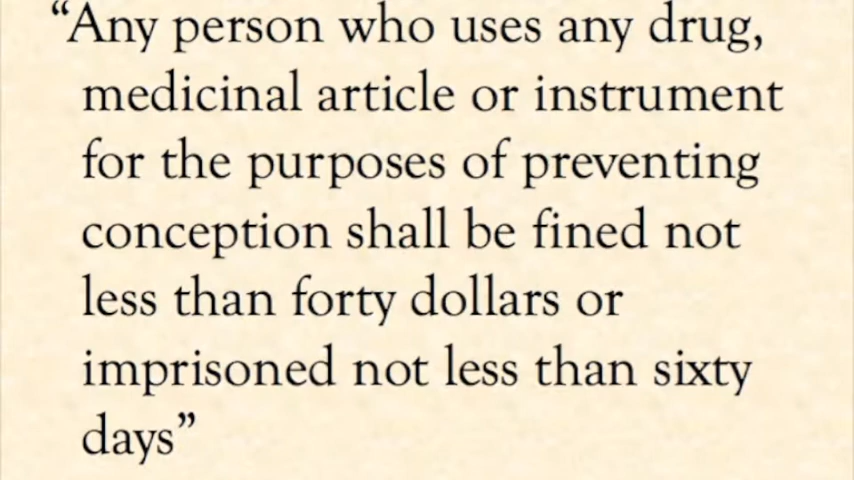 “Any person who uses any drug,
medicinal article or instrument
for the purposes of preventing
conception shall be fined not
less than forty dollars or
imprisoned not less than sixty
days”